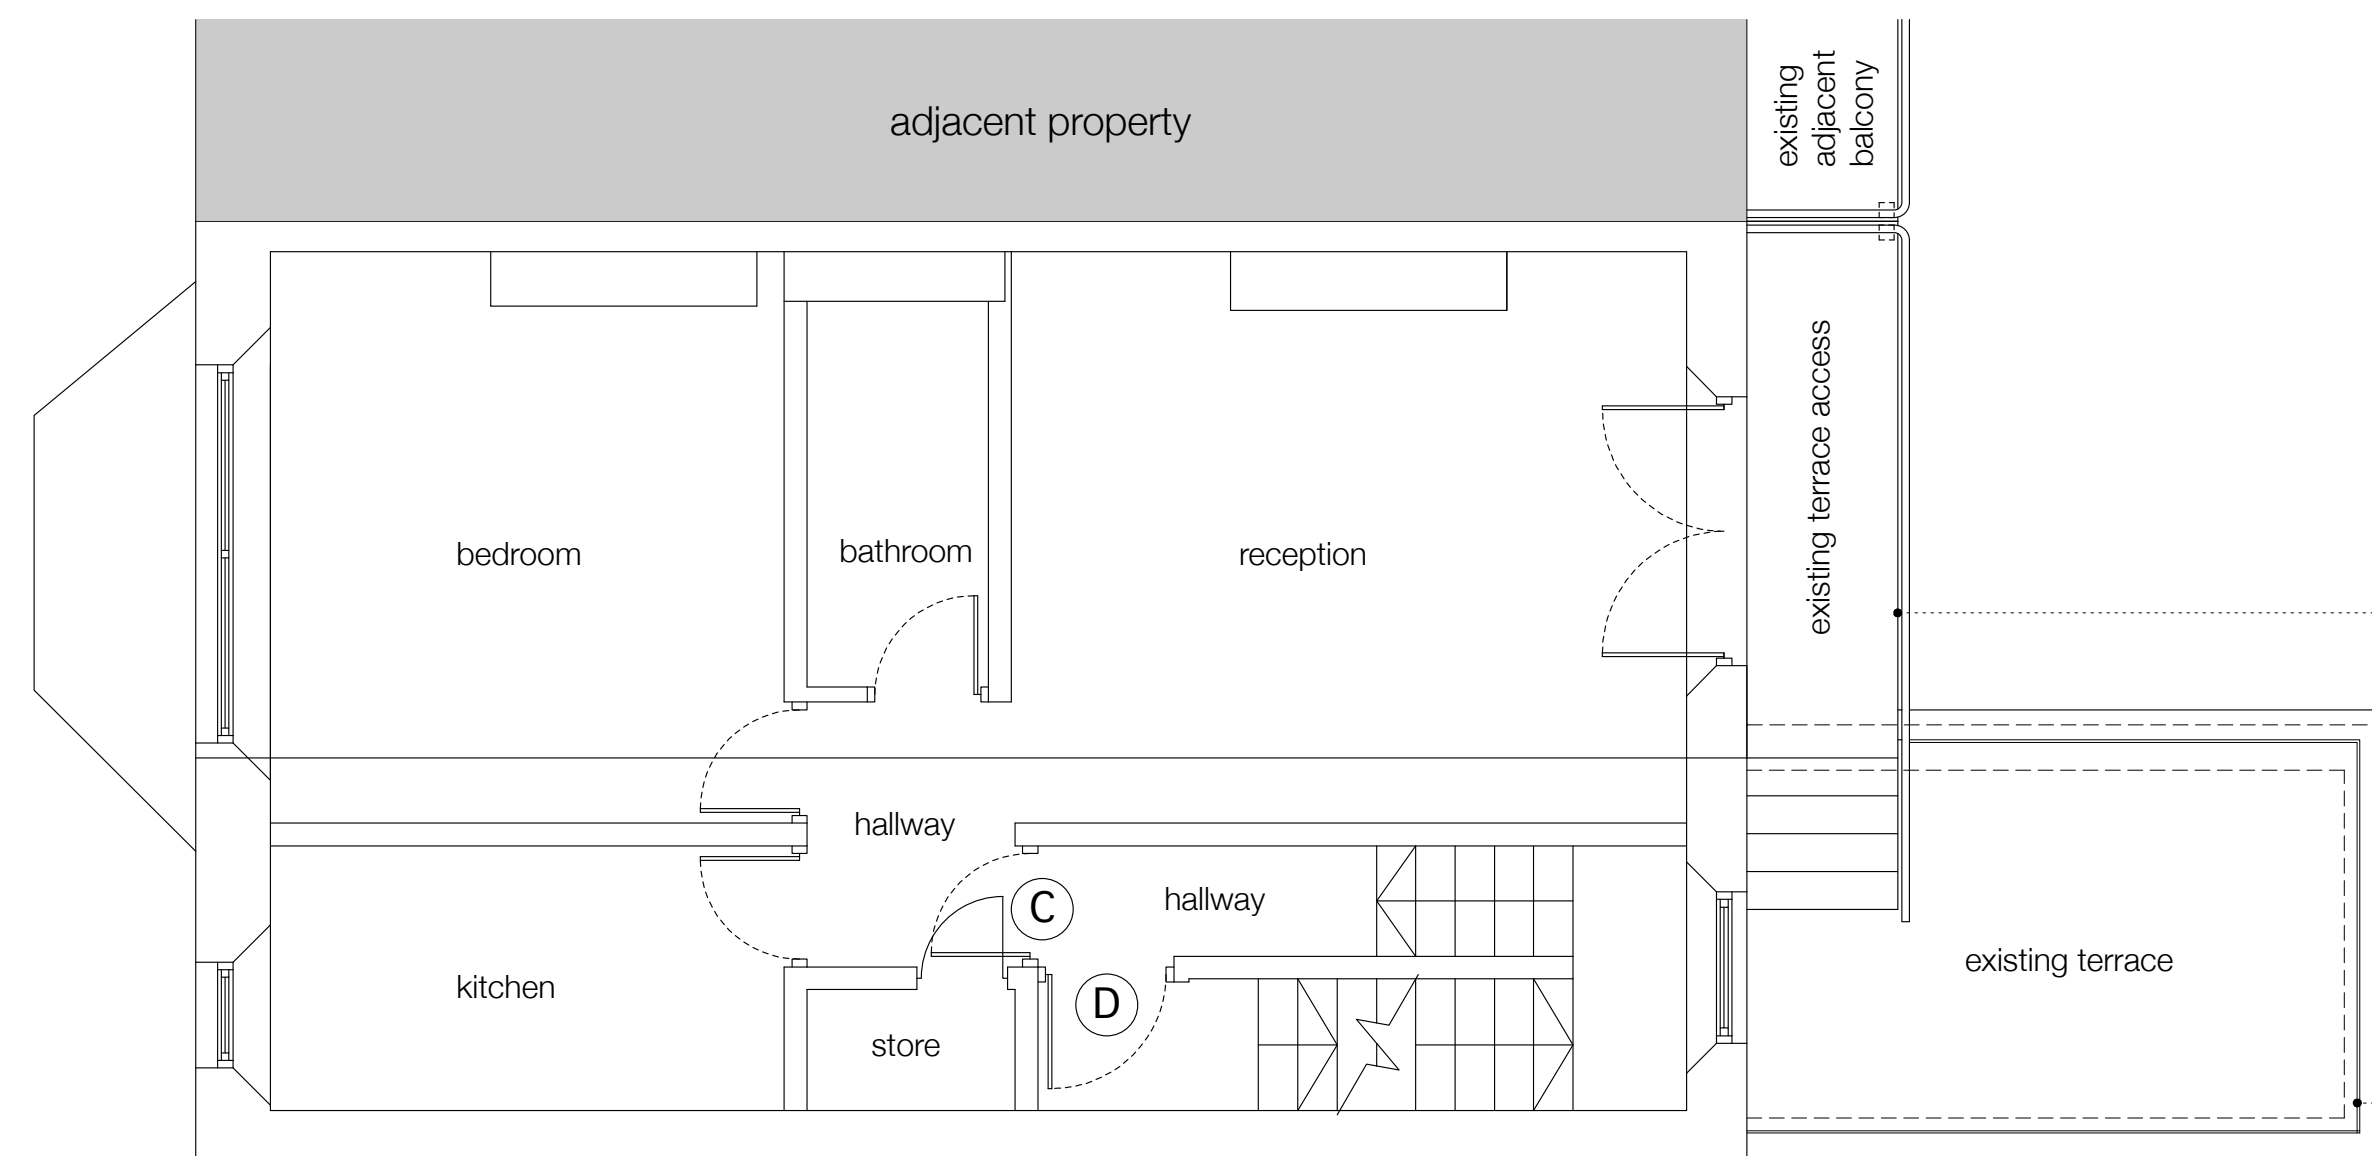 adjacent property
existing
adjacent
balcony
existing terrace access
bedroom
bathroom
reception
hallway
hallway
C
kitchen
D
store
existing terrace